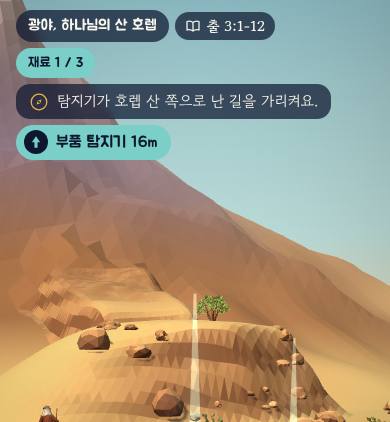 광야, 하나님의 산 호렙
출 3:1-12
재료 1 / 3
탐지기가 호렙 산 쪽으로 난 길을 가리켜요.
부품 탐지기 16m